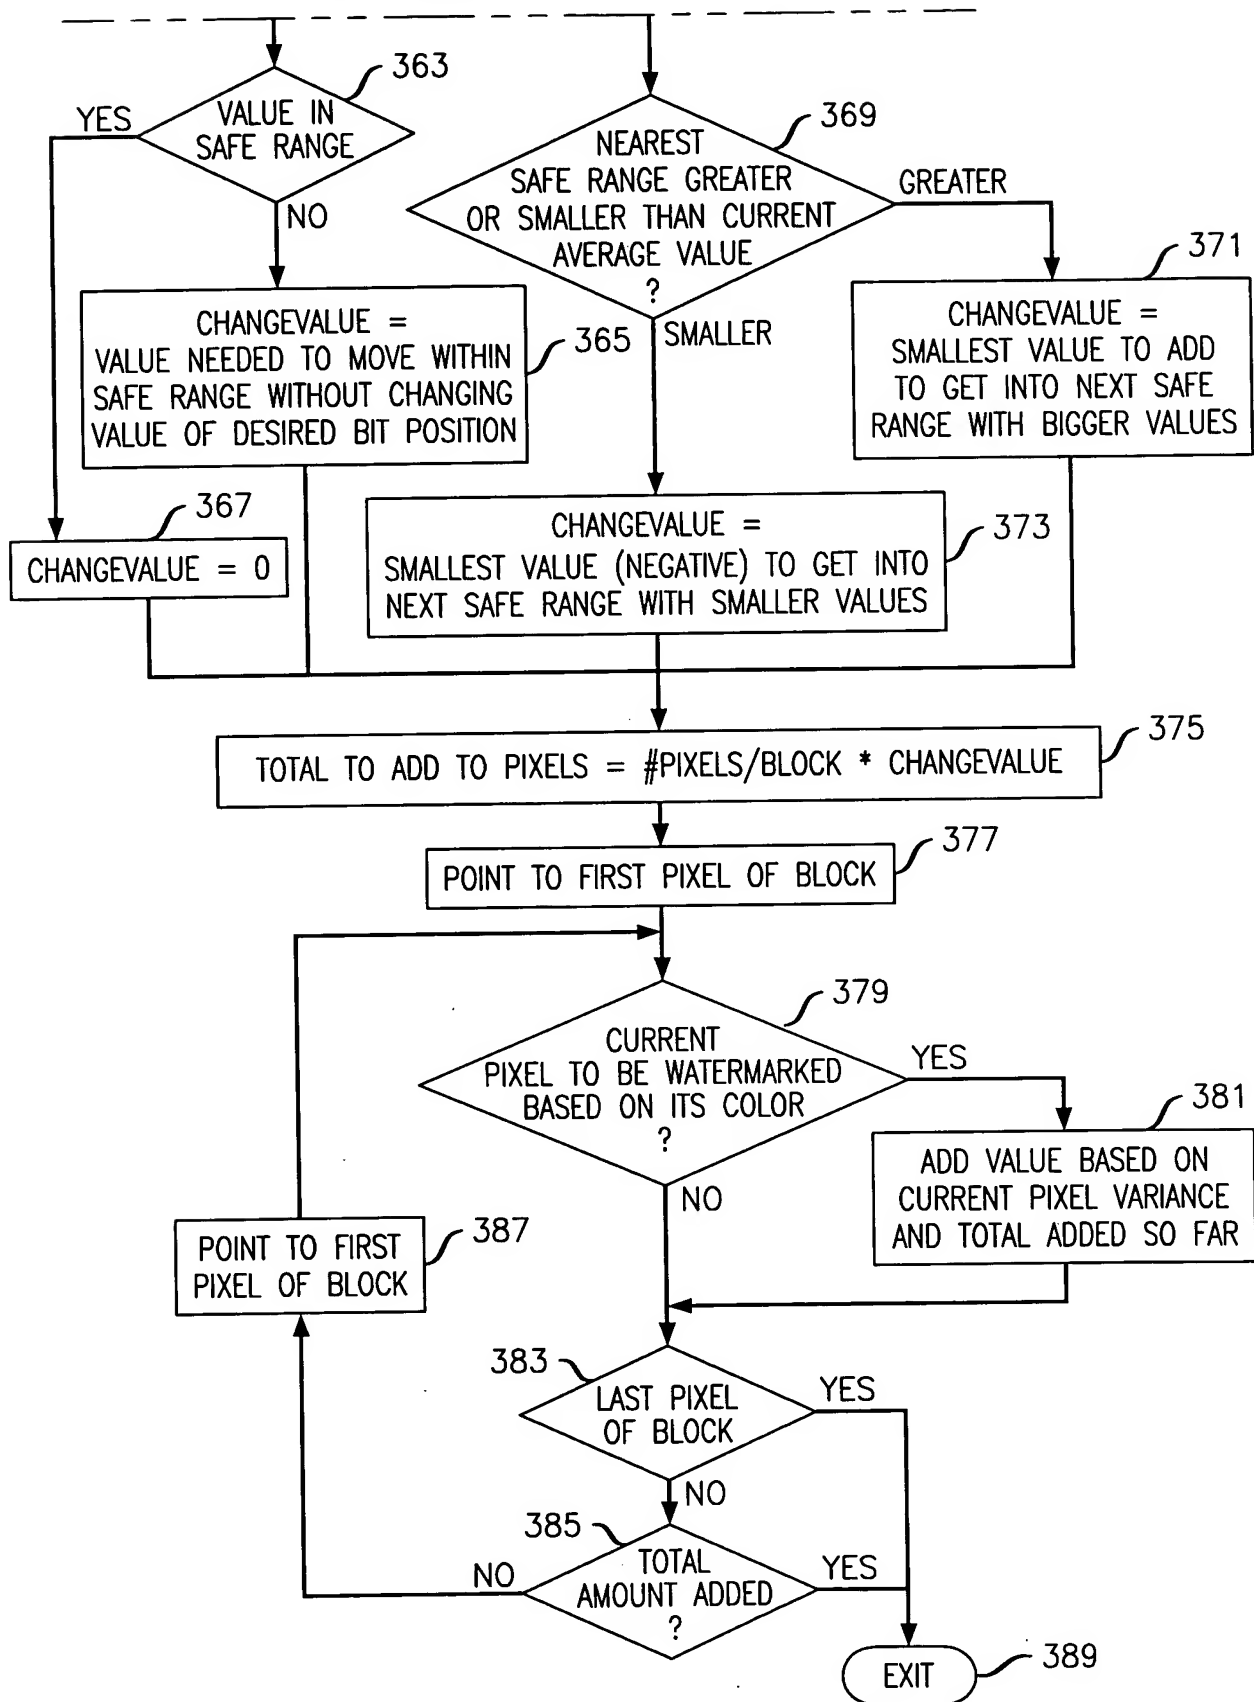 363
YES
VALUE IN
SAFE RANGE
NO
369
NEAREST
SAFE RANGE GREATER
OR SMALLER THAN CURRENT
AVERAGE VALUE
?
GREATER
SMALLER
371
CHANGEVALUE =
SMALLEST VALUE TO ADD
TO GET INTO NEXT SAFE
RANGE WITH BIGGER VALUES
CHANGEVALUE =
VALUE NEEDED TO MOVE WITHIN
SAFE RANGE WITHOUT CHANGING
VALUE OF DESIRED BIT POSITION
365
367
CHANGEVALUE = 0
CHANGEVALUE =
SMALLEST VALUE (NEGATIVE) TO GET INTO
NEXT SAFE RANGE WITH SMALLER VALUES
373
375
TOTAL TO ADD TO PIXELS = #PIXELS/BLOCK * CHANGEVALUE
377
POINT TO FIRST PIXEL OF BLOCK
379
CURRENT
PIXEL TO BE WATERMARKED
BASED ON ITS COLOR
?
YES
NO
381
ADD VALUE BASED ON
CURRENT PIXEL VARIANCE
AND TOTAL ADDED SO FAR
387
POINT TO FIRST
PIXEL OF BLOCK
383
LAST PIXEL
OF BLOCK
YES
NO
385
TOTAL
AMOUNT ADDED
?
NO
YES
EXIT
389